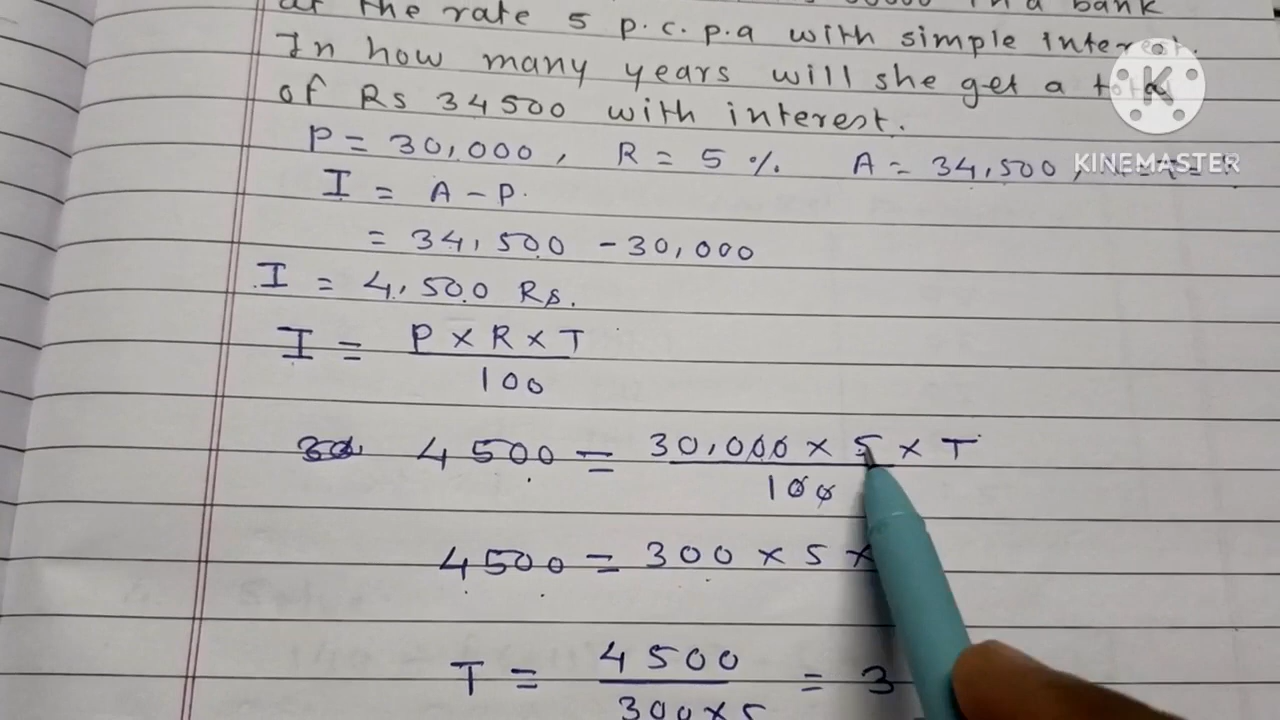 at the rate 5 p.c.p.a with simple interest.
In how many years will she get a total
of Rs 34500 with interest.
P = 30,000, R = 5 %. A = 34,500,
KINEMASTER
I = A - P.
= 34,500 - 30,000
I = 4,500 Rs.
I = P × R × T
100
4500 = 30,000 × 5 × T
100
4500 = 300 × 5 ×
T = 4500 = 3
300 × 5